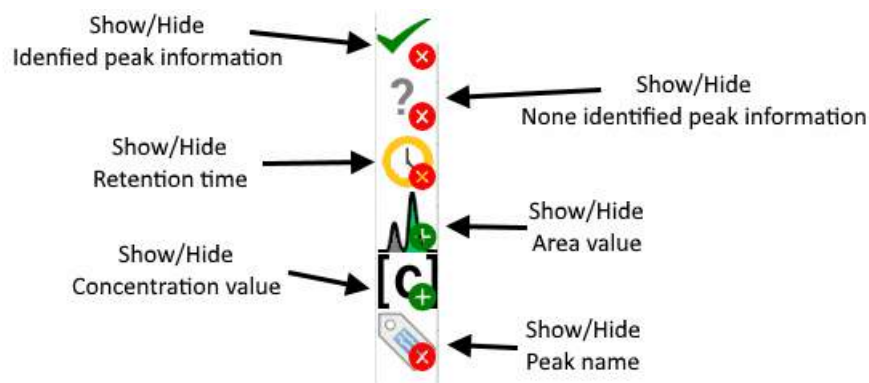 Show/Hide
Idenfied peak information
Show/Hide
None identified peak information
?
Show/Hide
Retention time
Show/Hide
Area value
Show/Hide
Concentration value
[C]
Show/Hide
Peak name